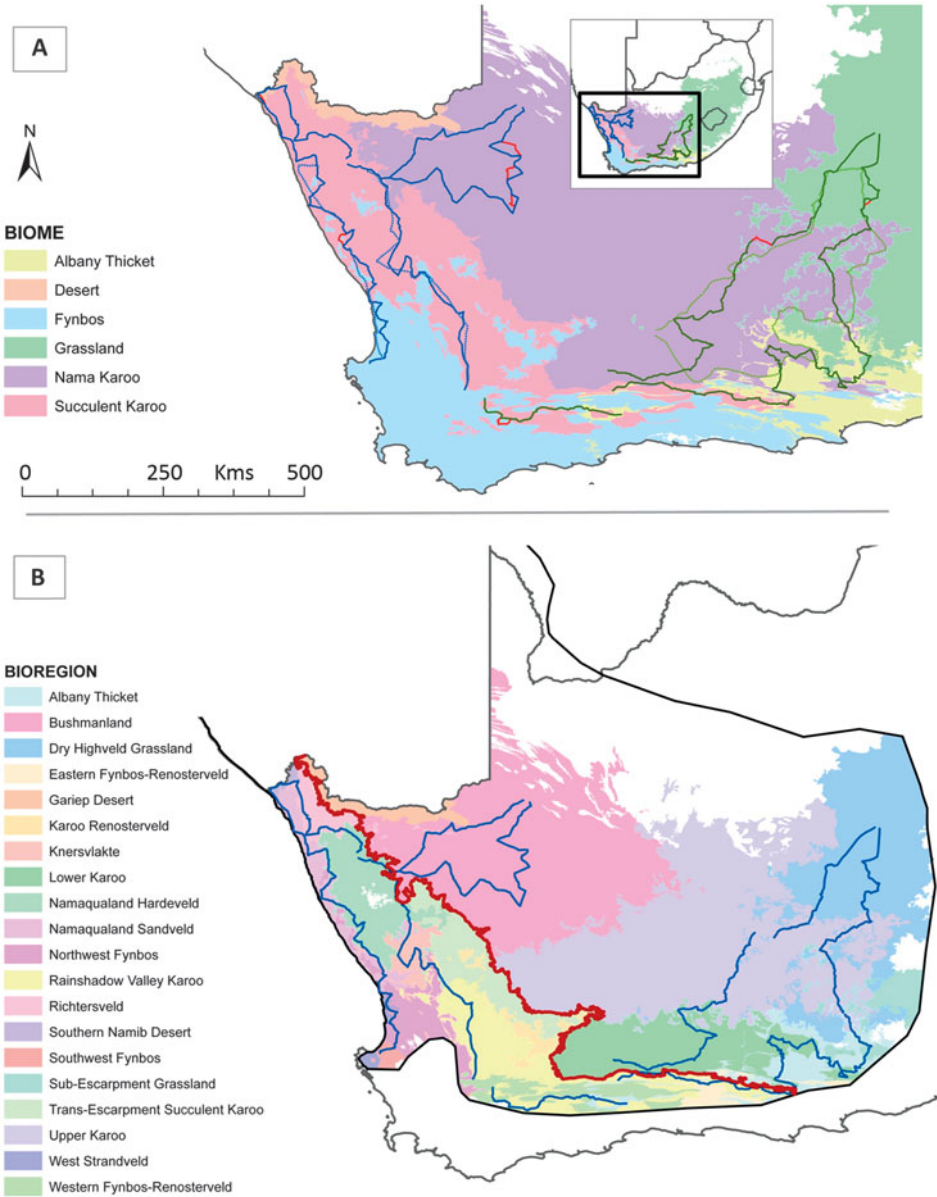 A
N
BIOME
Albany Thicket
Desert
Fynbos
Grassland
Nama Karoo
Succulent Karoo
0 250 Kms 500
B
BIOREGION
Albany Thicket
Bushmanland
Dry Highveld Grassland
Eastern Fynbos-Renosterveld
Gariep Desert
Karoo Renosterveld
Knersvlakte
Lower Karoo
Namaqualand Hardeveld
Namaqualand Sandveld
Northwest Fynbos
Rainshadow Valley Karoo
Richtersveld
Southern Namib Desert
Southwest Fynbos
Sub-Escarpment Grassland
Trans-Escarpment Succulent Karoo
Upper Karoo
West Strandveld
Western Fynbos-Renosterveld